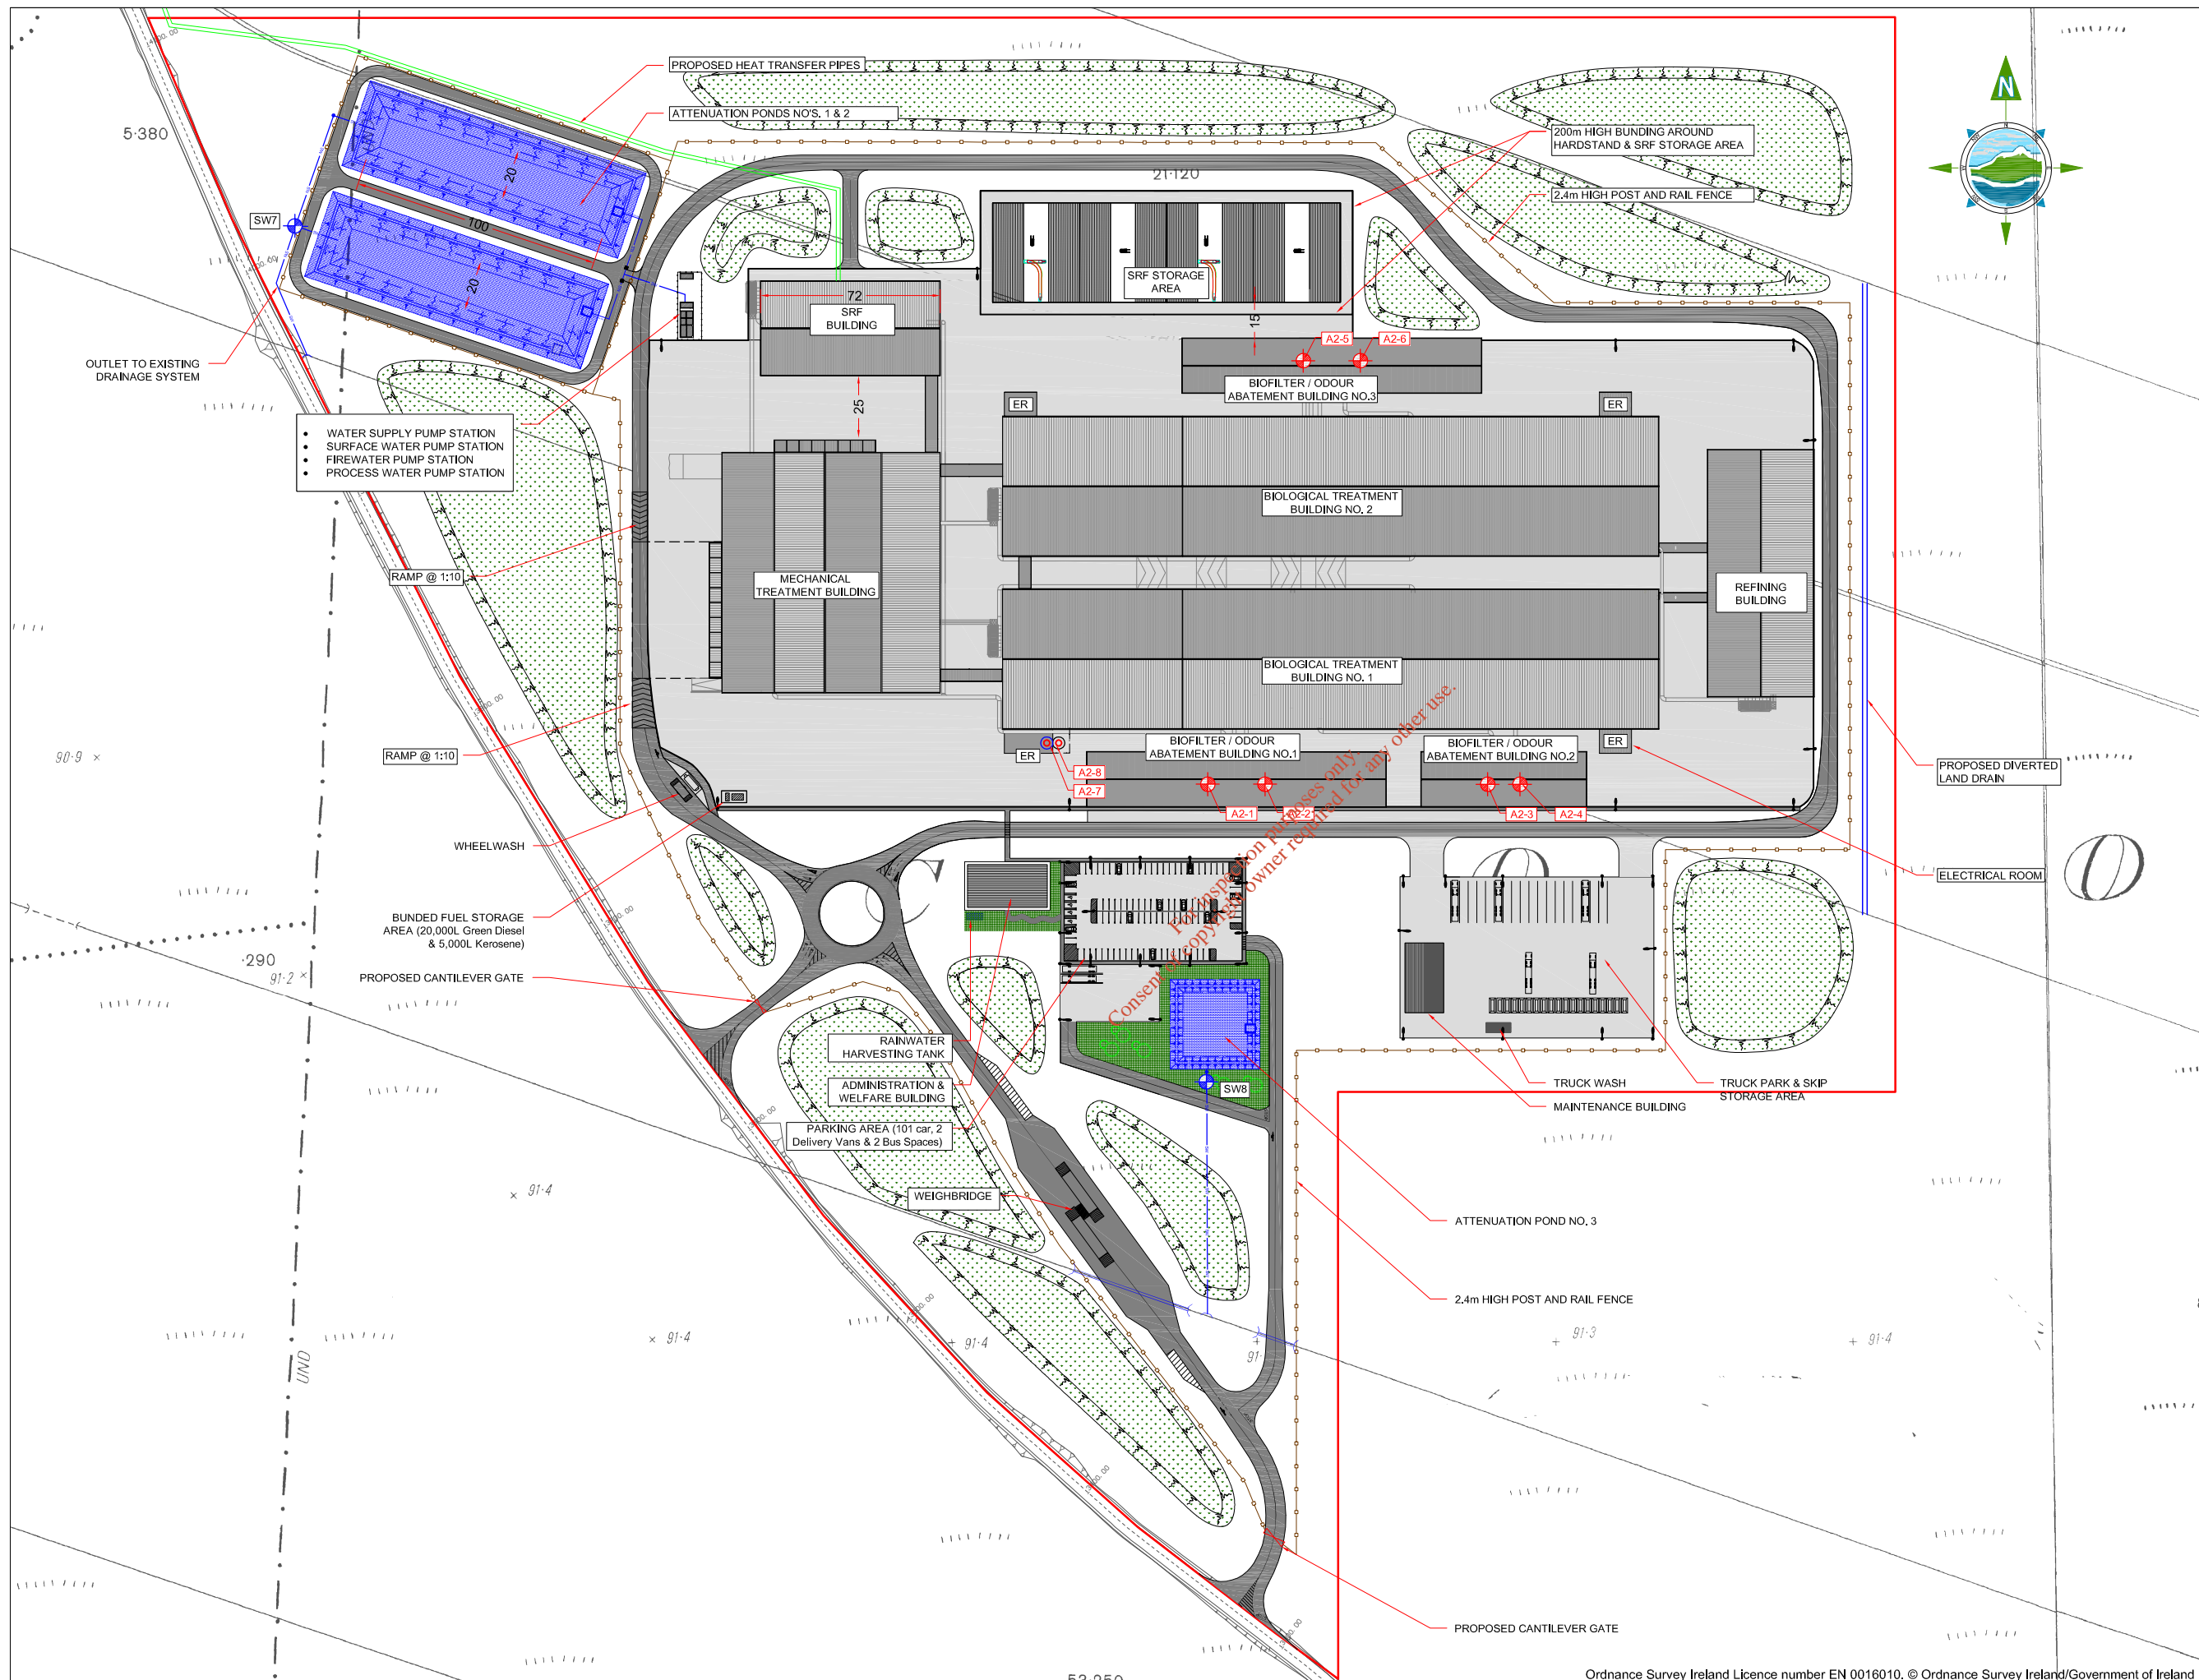 PROPOSED HEAT TRANSFER PIPES
ATTENUATION PONDS NO'S. 1 & 2
5·380
21·120
200m HIGH BUNDING AROUND
HARDSTAND & SRF STORAGE AREA
2.4m HIGH POST AND RAIL FENCE
N
20
100
20
SW7
SRF STORAGE
AREA
72
SRF
BUILDING
15
25
A2-5
A2-6
BIOFILTER / ODOUR
ABATEMENT BUILDING NO.3
OUTLET TO EXISTING
DRAINAGE SYSTEM
• WATER SUPPLY PUMP STATION
• SURFACE WATER PUMP STATION
• FIREWATER PUMP STATION
• PROCESS WATER PUMP STATION
ER
ER
BIOLOGICAL TREATMENT
BUILDING NO. 2
RAMP @ 1:10
MECHANICAL
TREATMENT BUILDING
REFINING
BUILDING
BIOLOGICAL TREATMENT
BUILDING NO. 1
RAMP @ 1:10
90·9
ER
BIOFILTER / ODOUR
ABATEMENT BUILDING NO.1
BIOFILTER / ODOUR
ABATEMENT BUILDING NO.2
ER
A2-8
A2-7
A2-1
A2-2
A2-3
A2-4
PROPOSED DIVERTED
LAND DRAIN
WHEELWASH
ELECTRICAL ROOM
BUNDED FUEL STORAGE
AREA (20,000L Green Diesel
& 5,000L Kerosene)
·290
91·2
PROPOSED CANTILEVER GATE
For inspection purposes only.
Consent of copyright owner required for any other use.
RAINWATER
HARVESTING TANK
ADMINISTRATION &
WELFARE BUILDING
PARKING AREA (101 car, 2
Delivery Vans & 2 Bus Spaces)
SW8
TRUCK WASH
MAINTENANCE BUILDING
TRUCK PARK & SKIP
STORAGE AREA
WEIGHBRIDGE
91·4
ATTENUATION POND NO. 3
2.4m HIGH POST AND RAIL FENCE
91·4
91·4
91·
91·3
91·4
UND
PROPOSED CANTILEVER GATE
53·250
Ordnance Survey Ireland Licence number EN 0016010. © Ordnance Survey Ireland/Government of Ireland